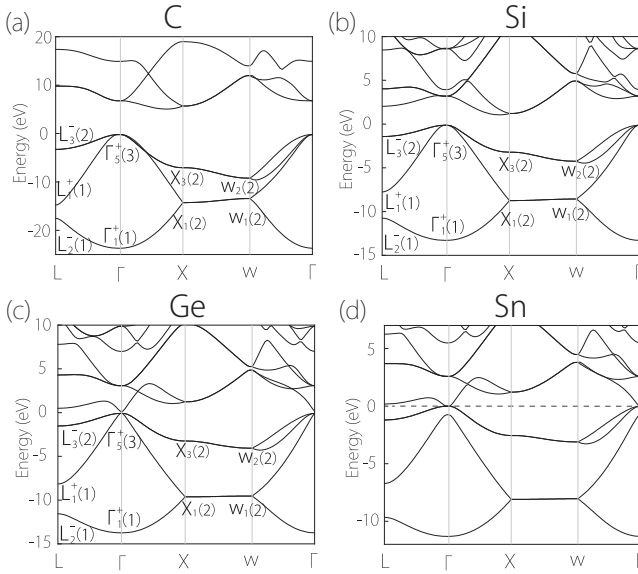 (a) C
Energy (eV)
20
10
0
-10
-20
L₃⁻(2)
L₁⁺(1)
L₂⁻(1)
Γ₅⁺(3)
Γ₁⁺(1)
X₃(2)
X₁(2)
w₂(2)
w₁(2)
L Γ X w Γ
(b) Si
Energy (eV)
10
5
0
-5
-10
-15
L₃⁻(2)
L₁⁺(1)
L₂⁻(1)
Γ₅⁺(3)
Γ₁⁺(1)
X₃(2)
X₁(2)
w₂(2)
w₁(2)
L Γ X w Γ
(c) Ge
Energy (eV)
10
5
0
-5
-10
-15
L₃⁻(2)
L₁⁺(1)
L₂⁻(1)
Γ₅⁺(3)
Γ₁⁺(1)
X₃(2)
X₁(2)
w₂(2)
w₁(2)
L Γ X w Γ
(d) Sn
Energy (eV)
5
0
-5
-10
L Γ X w Γ